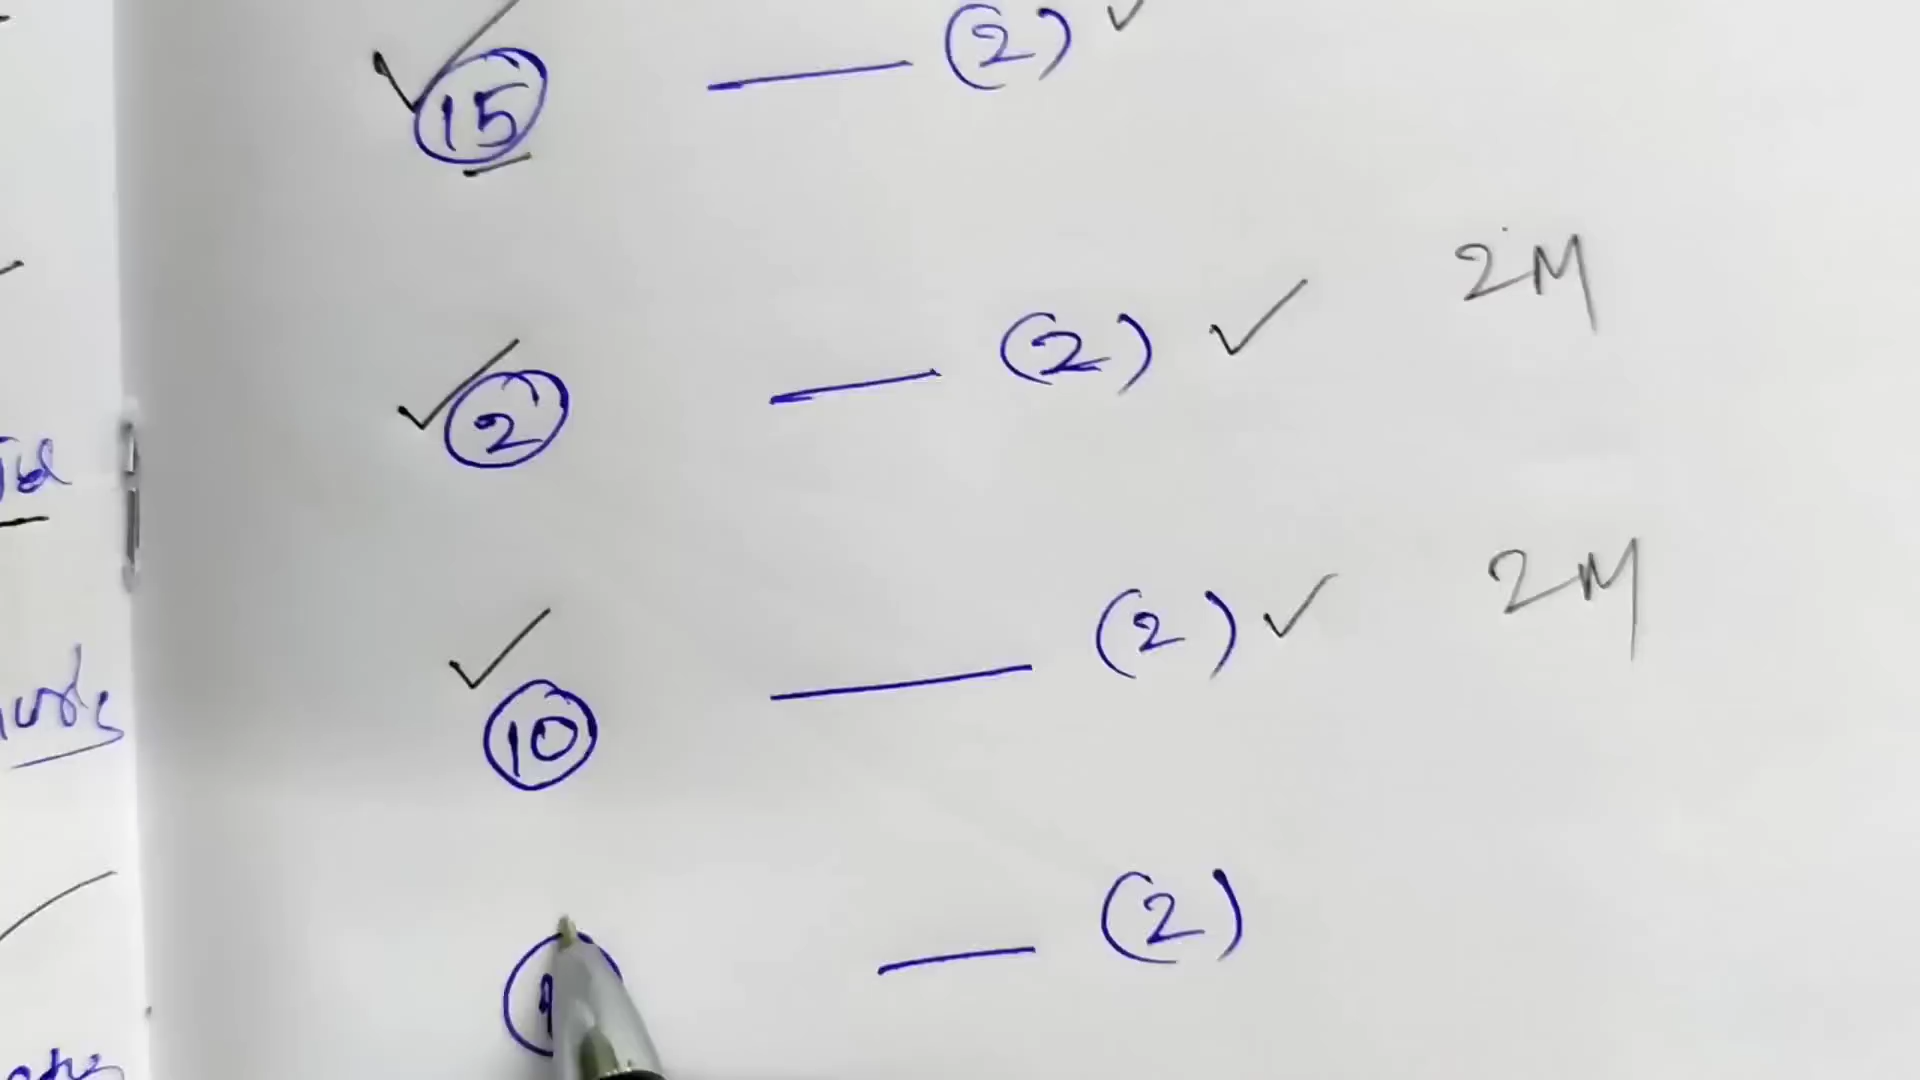 15 — (2) ✓
2 — (2) ✓ 2M
10 — (2) ✓ 2M
— (2)